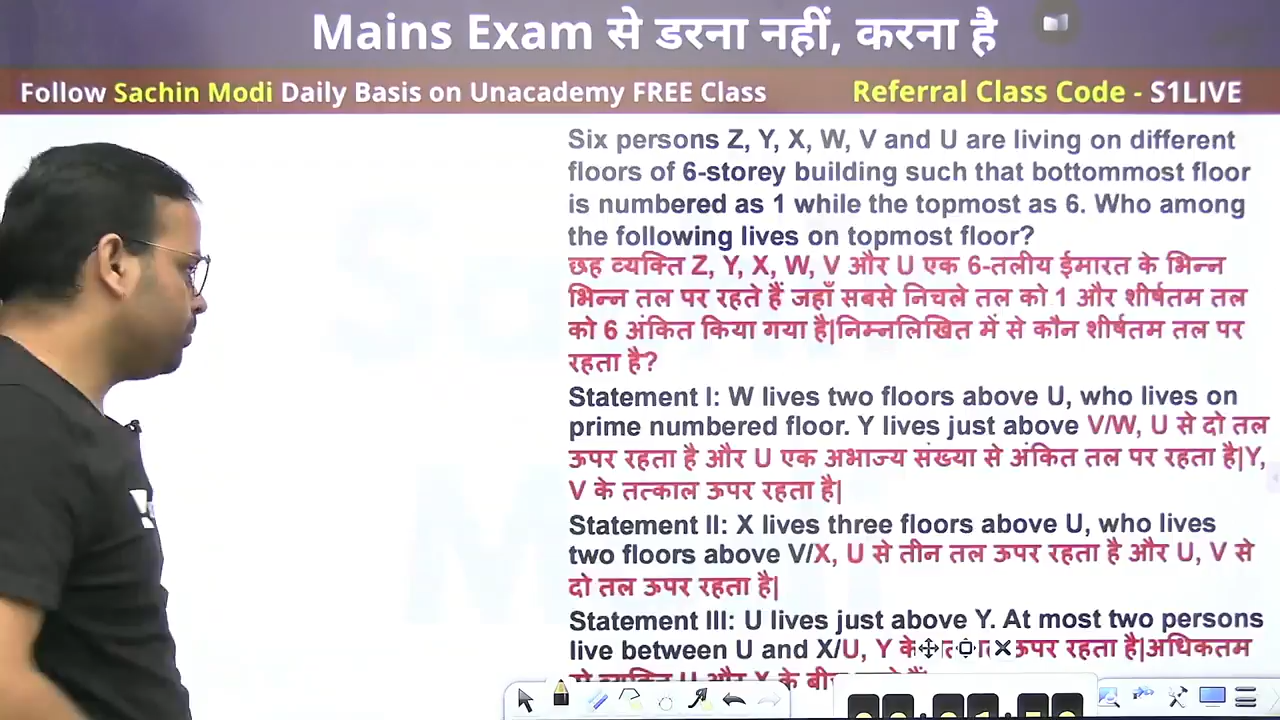 Mains Exam से डरना नहीं, करना है
Follow Sachin Modi Daily Basis on Unacademy FREE Class
Referral Class Code - S1LIVE
Six persons Z, Y, X, W, V and U are living on different
floors of 6-storey building such that bottommost floor
is numbered as 1 while the topmost as 6. Who among
the following lives on topmost floor?
छह व्यक्ति Z, Y, X, W, V और U एक 6-तलीय ईमारत के भिन्न
भिन्न तल पर रहते हैं जहाँ सबसे निचले तल को 1 और शीर्षतम तल
को 6 अंकित किया गया है|निम्नलिखित में से कौन शीर्षतम तल पर
रहता है?
Statement I: W lives two floors above U, who lives on
prime numbered floor. Y lives just above V/W, U से दो तल
ऊपर रहता है और U एक अभाज्य संख्या से अंकित तल पर रहता है|Y,
V के तत्काल ऊपर रहता है|
Statement II: X lives three floors above U, who lives
two floors above V/X, U से तीन तल ऊपर रहता है और U, V से
दो तल ऊपर रहता है|
Statement III: U lives just above Y. At most two persons
live between U and X/U, Y के ऊपर रहता है|अधिकतम
U और X के